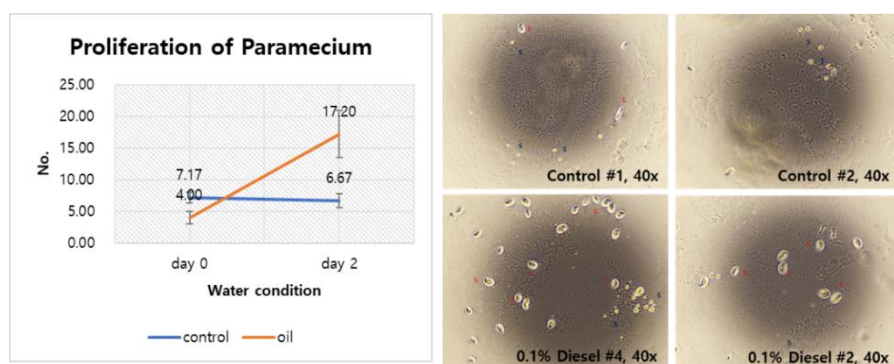 Proliferation of Paramecium
25.00
20.00
15.00
10.00
5.00
0.00
No.
7.17
4.00
17.20
6.67
day 0
day 2
Water condition
control
oil
L
S
L
S
S
Control #1, 40x
S
S
S
Control #2, 40x
L
L
L
L
S
S
0.1% Diesel #4, 40x
L
L
L
L
S
S
0.1% Diesel #2, 40x